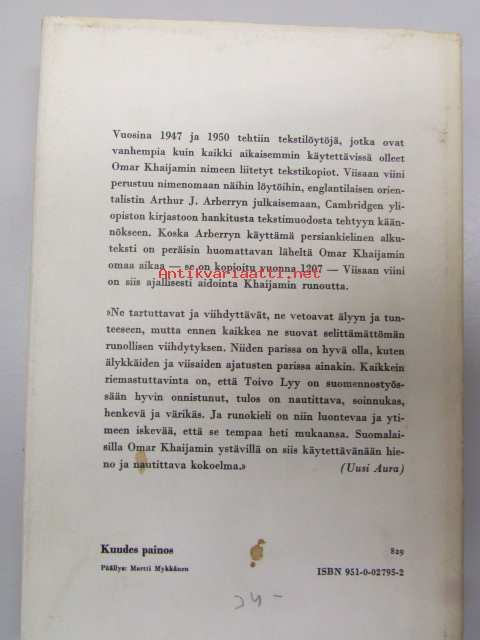 Vuosina 1947 ja 1950 tehtiin tekstilöytöjä, jotka ovat
vanhempia kuin kaikki aikaisemmin käytettävissä olleet
Omar Khaijamin nimeen liitetyt tekstikopiot. Viisaan viini
perustuu nimenomaan näihin löytöihin, englantilaisen orien-
talistin Arthur J. Arberryn julkaisemaan, Cambridgen yli-
opiston kirjastoon hankitusta tekstimuodosta tehtyyn kään-
nökseen. Koska Arberryn käyttämä persiankielinen alku-
teksti on peräisin huomattavan läheltä Omar Khaijamin
omaa aikaa — se on kopioitu vuonna 1207 — Viisaan viini
Antikvariaatti.net
on siis ajallisesti aidointa Khaijamin runoutta.
»Ne tartuttavat ja viihdyttävät, ne vetoavat älyyn ja tun-
teeseen, mutta ennen kaikkea ne suovat selittämättömän
runollisen viihdytyksen. Niiden parissa on hyvä olla, kuten
älykkäiden ja viisaiden ajatusten parissa ainakin. Kaikkein
riemastuttavinta on, että Toivo Lyy on suomennostyös-
sään hyvin onnistunut, tulos on nautittava, soinnukas,
henkevä ja värikäs. Ja runokieli on niin luontevaa ja yti-
meen iskevää, että se tempaa heti mukaansa. Suomalai-
silla Omar Khaijamin ystävillä on siis käytettävänään hie-
no ja nautittava kokoelma.» (Uusi Aura)
Kuudes painos 829
Päällys: Martti Mykkänen ISBN 951-0-02795-2
24 -